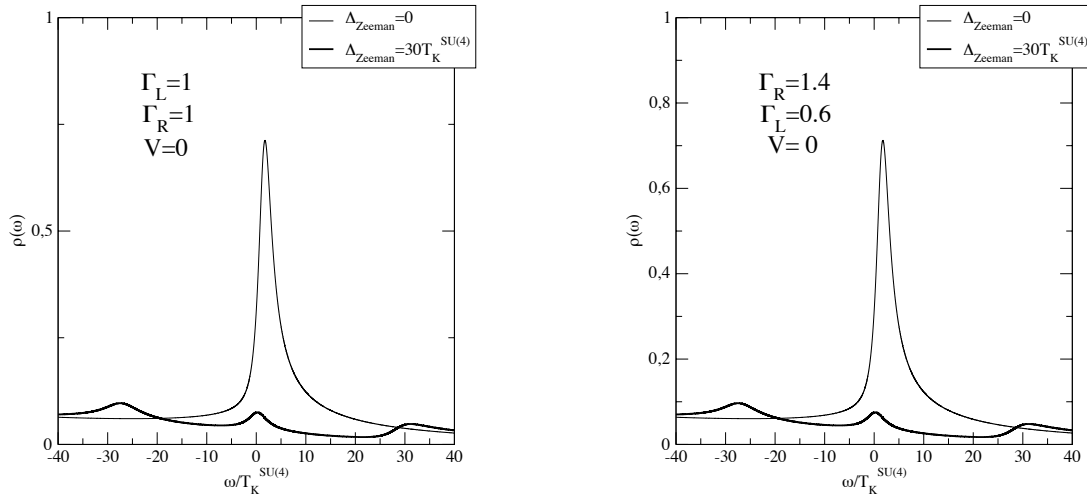 Δ_Zeeman=0
Δ_Zeeman=30T_K^SU(4)
Γ_L=1
Γ_R=1
V=0
1
0,5
0
ρ(ω)
-40 -30 -20 -10 0 10 20 30 40
ω/T_K^SU(4)
Δ_Zeeman=0
Δ_Zeeman=30T_K^SU(4)
Γ_R=1.4
Γ_L=0.6
V= 0
1
0,8
0,6
0,4
0,2
0
ρ(ω)
-40 -30 -20 -10 0 10 20 30 40
ω/T_K^SU(4)